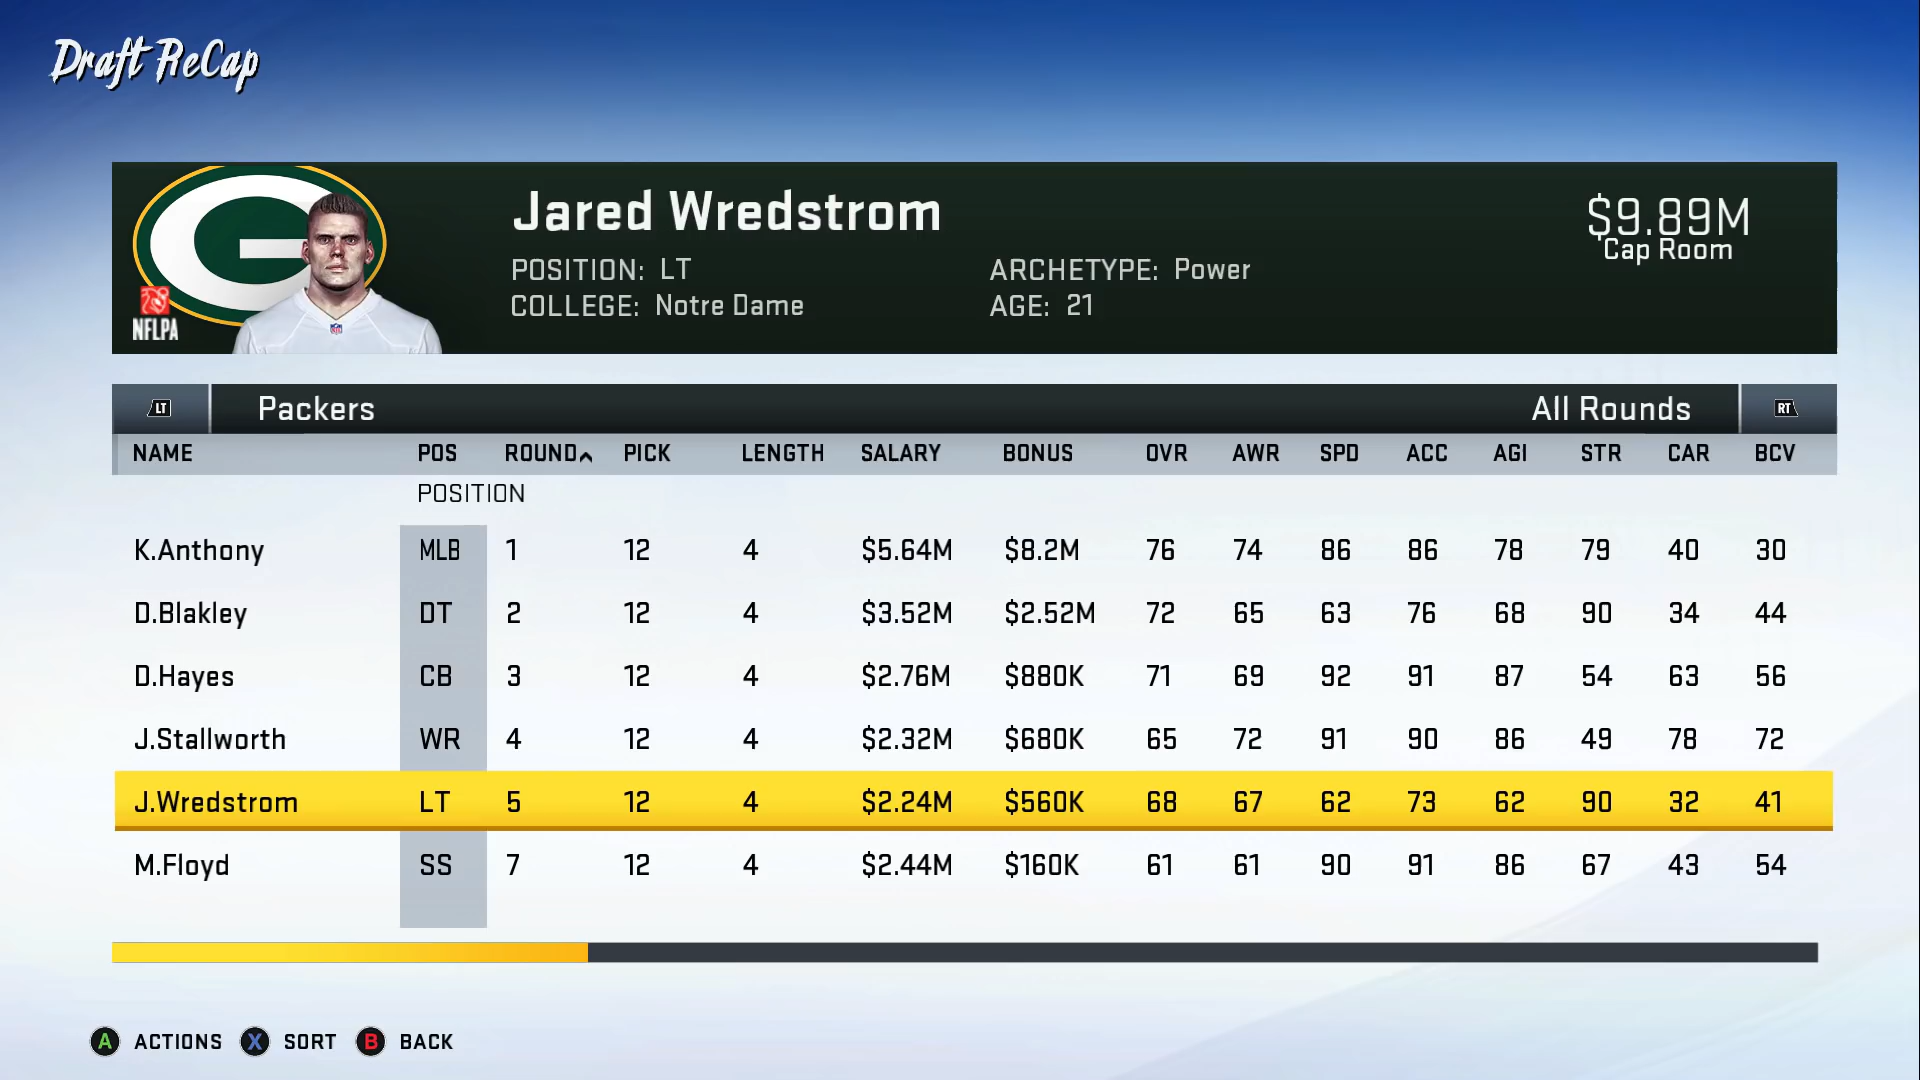 Draft ReCap
Jared Wredstrom
$9.89M
Cap Room
POSITION: LT
ARCHETYPE: Power
COLLEGE: Notre Dame
AGE: 21
NFLPA
LT Packers All Rounds RT
NAME POS ROUND PICK LENGTH SALARY BONUS OVR AWR SPD ACC AGI STR CAR BCV
POSITION
K.Anthony MLB 1 12 4 $5.64M $8.2M 76 74 86 86 78 79 40 30
D.Blakley DT 2 12 4 $3.52M $2.52M 72 65 63 76 68 90 34 44
D.Hayes CB 3 12 4 $2.76M $880K 71 69 92 91 87 54 63 56
J.Stallworth WR 4 12 4 $2.32M $680K 65 72 91 90 86 49 78 72
J.Wredstrom LT 5 12 4 $2.24M $560K 68 67 62 73 62 90 32 41
M.Floyd SS 7 12 4 $2.44M $160K 61 61 90 91 86 67 43 54
A ACTIONS X SORT B BACK